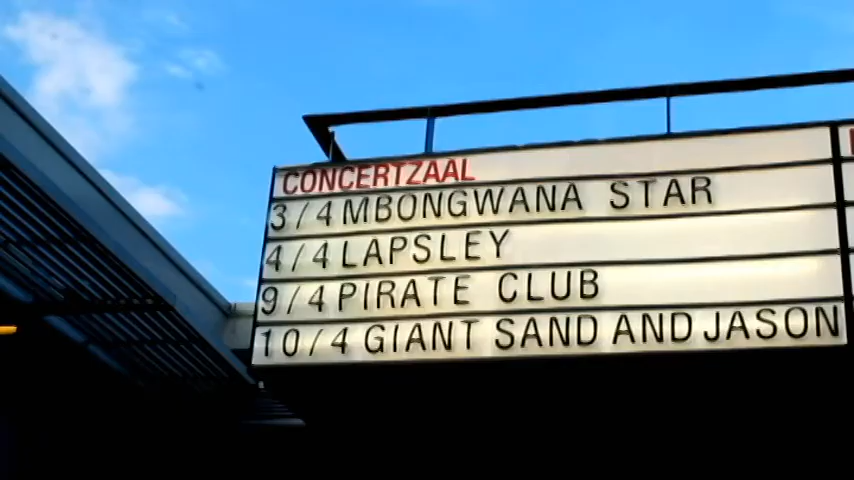 CONCERTZAAL
3/4 MBONGWANA STAR
4/4 LAPSLEY
9/4 PIRATE CLUB
10/4 GIANT SAND AND JASON